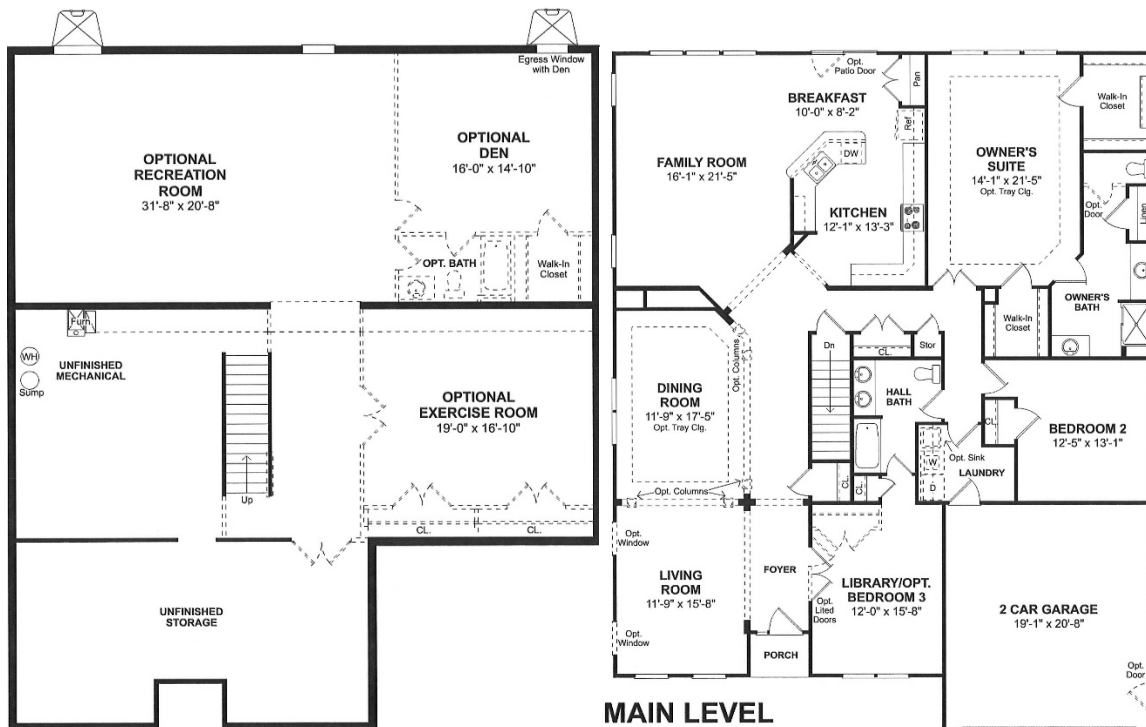 Egress Window
with Den
OPTIONAL
RECREATION
ROOM
31'-8" x 20'-8"
OPTIONAL
DEN
16'-0" x 14'-10"
OPT. BATH
Walk-In
Closet
Furn.
WH
Sump
UNFINISHED
MECHANICAL
Up
OPTIONAL
EXERCISE ROOM
19'-0" x 16'-10"
CL.
CL.
UNFINISHED
STORAGE
Opt.
Patio Door
Pan
BREAKFAST
10'-0" x 8'-2"
Ref
DW
FAMILY ROOM
16'-1" x 21'-5"
KITCHEN
12'-1" x 13'-3"
OWNER'S
SUITE
14'-1" x 21'-5"
Opt. Tray Clg.
Walk-In
Closet
Opt.
Door
Linen
OWNER'S
BATH
Walk-In
Closet
Dn
CL.
Stor
Opt. Columns
DINING
ROOM
11'-9" x 17'-5"
Opt. Tray Clg.
HALL
BATH
CL.
BEDROOM 2
12'-5" x 13'-1"
Opt. Sink
W
LAUNDRY
D
CL.
CL.
Opt. Columns
Opt.
Window
LIVING
ROOM
11'-9" x 15'-8"
FOYER
Opt.
Lited
Doors
LIBRARY/OPT.
BEDROOM 3
12'-0" x 15'-8"
2 CAR GARAGE
19'-1" x 20'-8"
Opt.
Window
PORCH
Opt.
Door
MAIN LEVEL